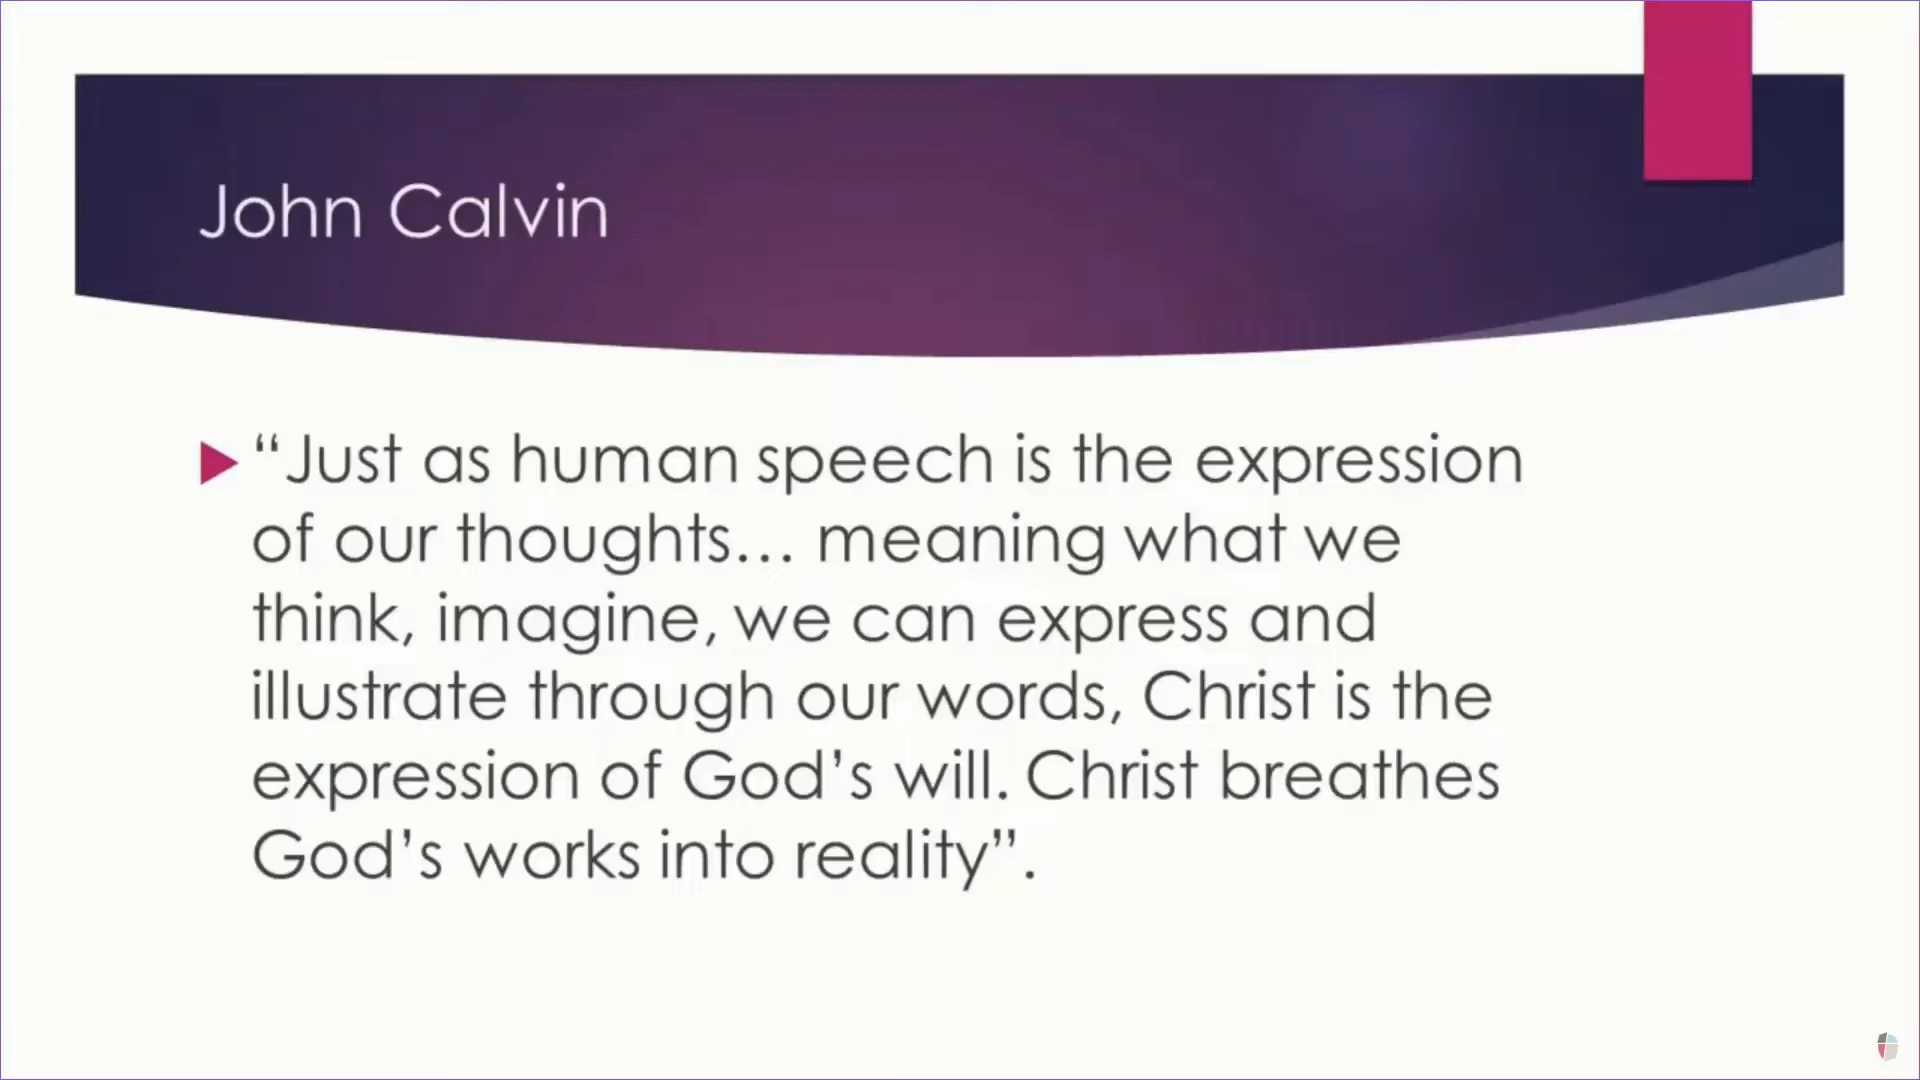 John Calvin
“Just as human speech is the expression
of our thoughts… meaning what we
think, imagine, we can express and
illustrate through our words, Christ is the
expression of God’s will. Christ breathes
God’s works into reality”.